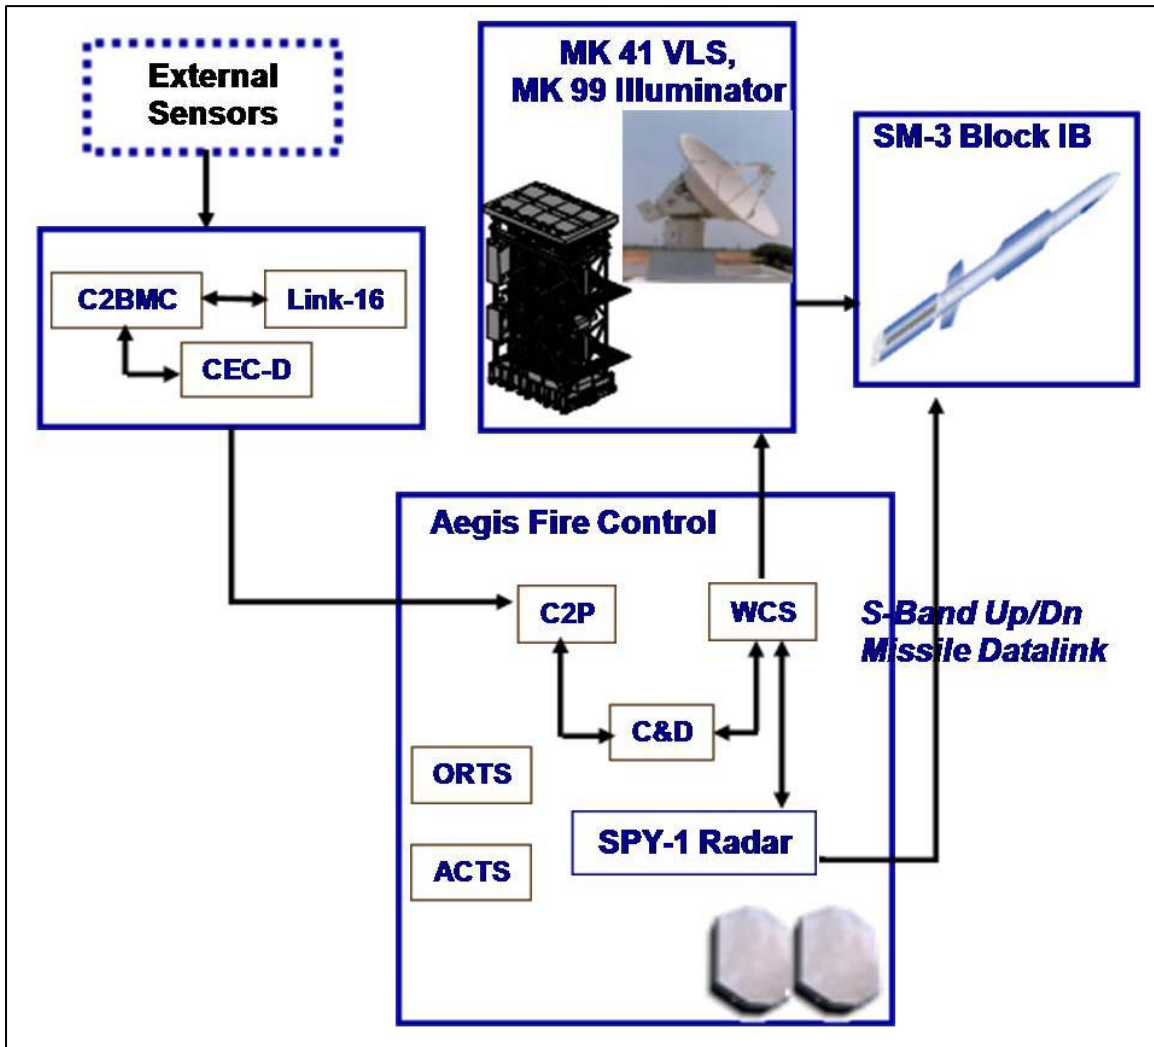 External
Sensors
MK 41 VLS,
MK 99 Illuminator
SM-3 Block IB
C2BMC
Link-16
CEC-D
Aegis Fire Control
C2P
WCS
S-Band Up/Dn
Missile Datalink
C&D
ORTS
SPY-1 Radar
ACTS